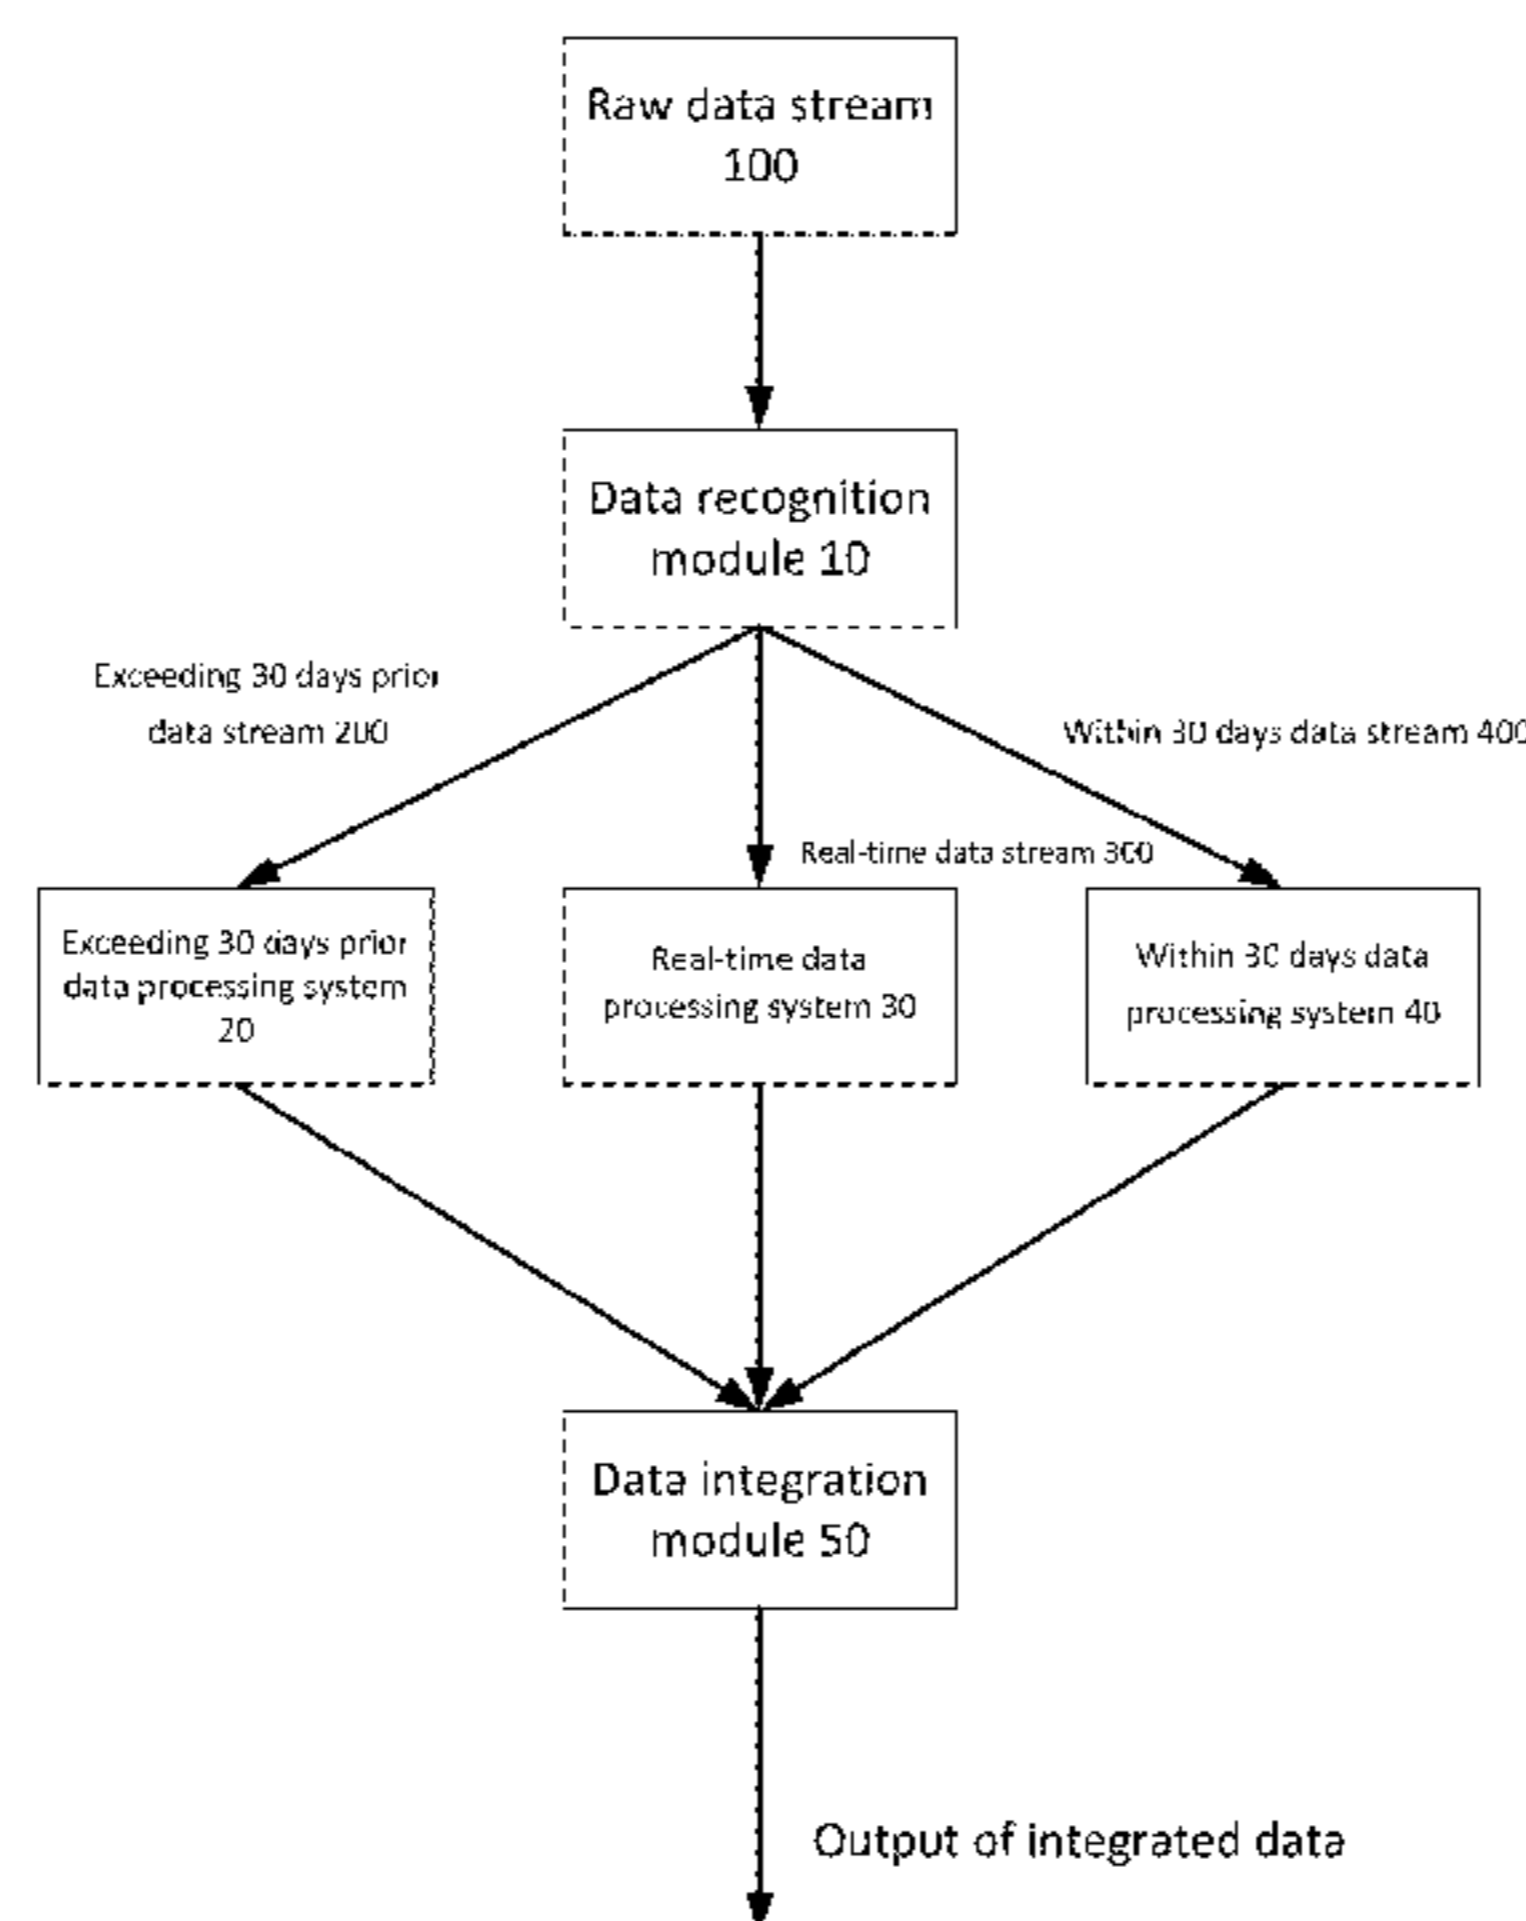 Raw data stream
100
Data recognition
module 10
Exceeding 30 days prior
data stream 200
Within 30 days data stream 400
Real-time data stream 300
Exceeding 30 days prior
data processing system
20
Real-time data
processing system 30
Within 30 days data
processing system 40
Data integration
module 50
Output of integrated data